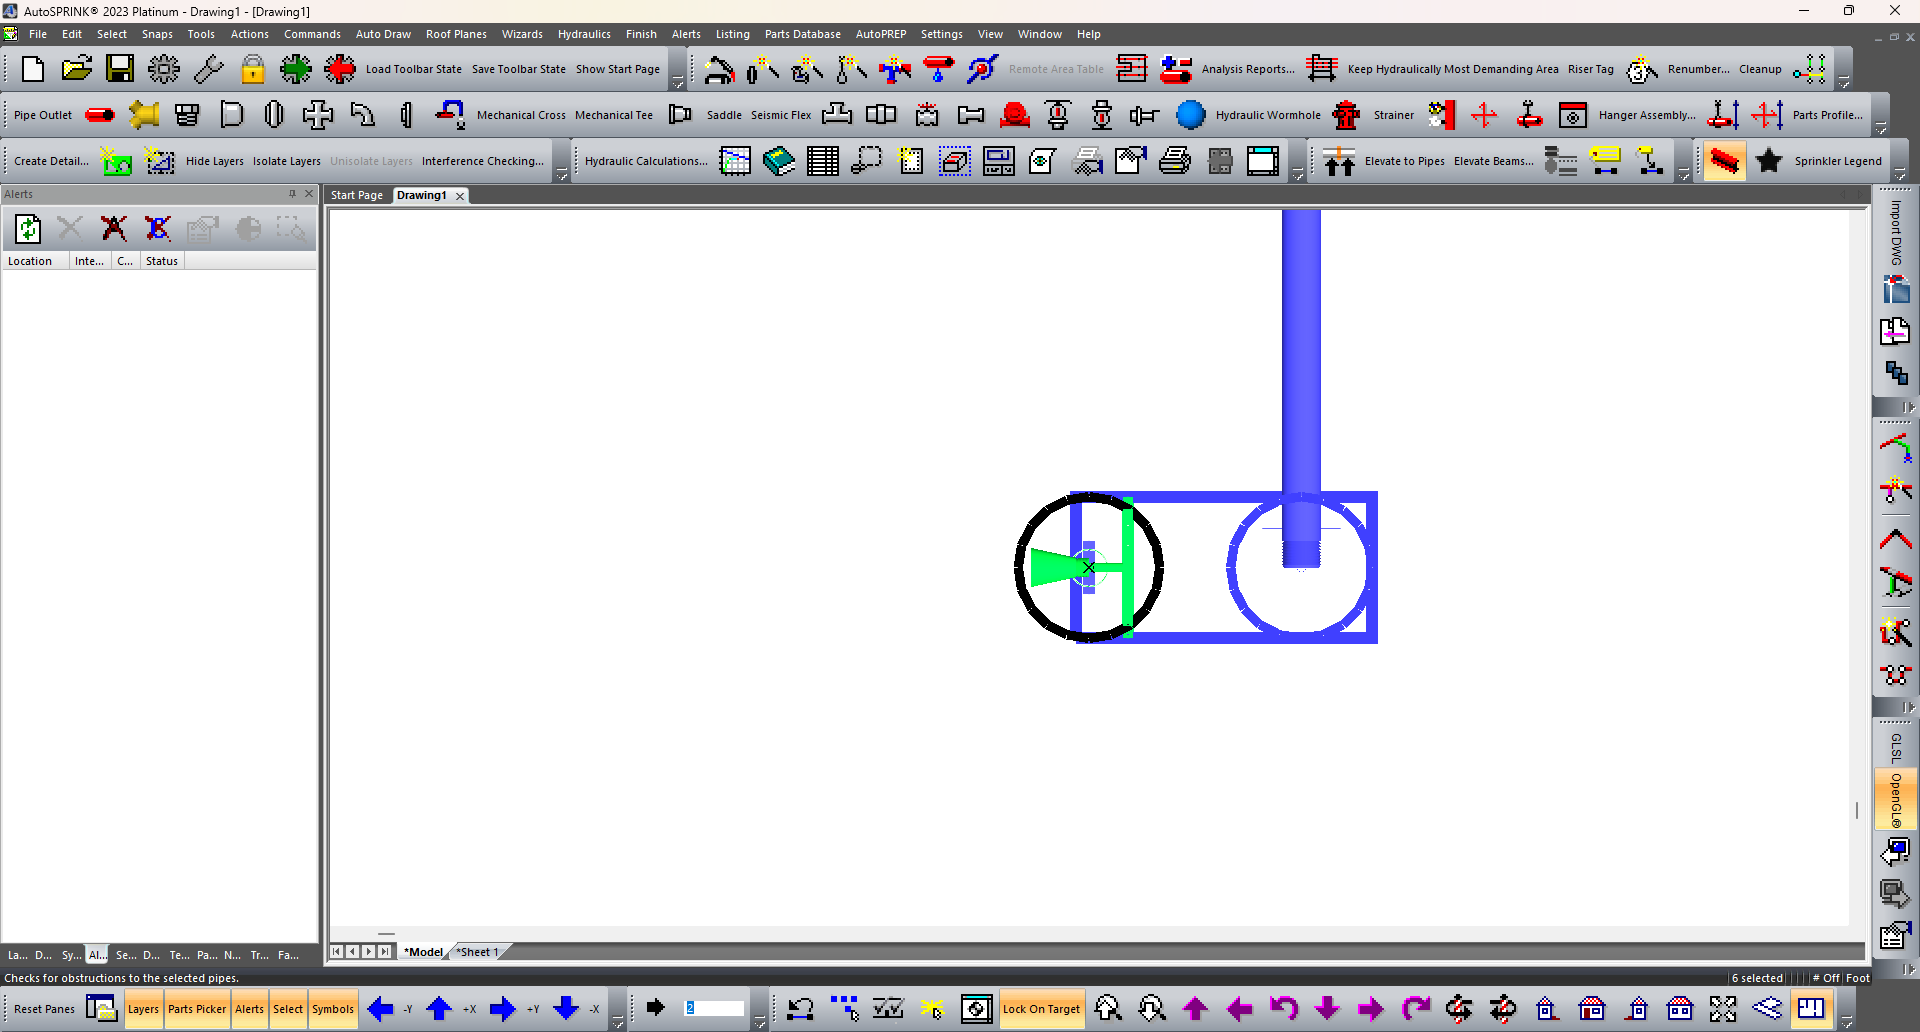 AutoSPRINK® 2023 Platinum - Drawing1 - [Drawing1]
File Edit Select Snaps Tools Actions Commands Auto Draw Roof Planes Wizards Hydraulics Finish Alerts Listing Parts Database AutoPREP Settings View Window Help
Load Toolbar State Save Toolbar State Show Start Page Remote Area Table Analysis Reports... Keep Hydraulically Most Demanding Area Riser Tag Renumber... Cleanup
Pipe Outlet Mechanical Cross Mechanical Tee Saddle Seismic Flex Hydraulic Wormhole Strainer Hanger Assembly... Parts Profile...
Create Detail... Hide Layers Isolate Layers Unisolate Layers Interference Checking... Hydraulic Calculations... Elevate to Pipes Elevate Beams... Sprinkler Legend
Alerts
Start Page Drawing1
Location Inte... C... Status
Import DWG
GLSL
OpenGL®
*Model *Sheet 1
La... D... Sy... Al... Se... D... Te... Pa... N... Tr... Fa...
Checks for obstructions to the selected pipes. 6 selected # Off Foot
Reset Panes Layers Parts Picker Alerts Select Symbols -Y +X +Y -X 2 Lock On Target